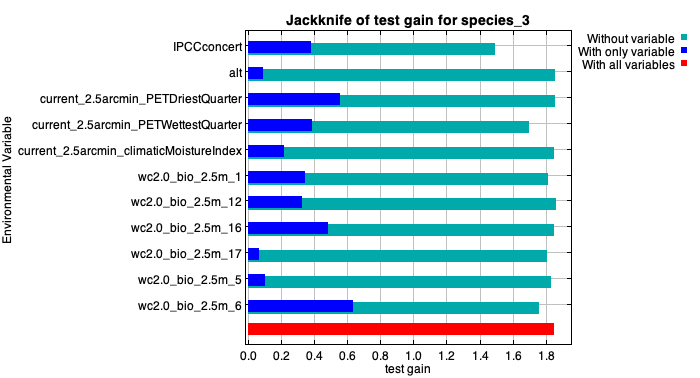 Jackknife of test gain for species_3
Without variable
With only variable
With all variables
Environmental Variable
IPCCconcert
alt
current_2.5arcmin_PETDriestQuarter
current_2.5arcmin_PETWettestQuarter
current_2.5arcmin_climaticMoistureIndex
wc2.0_bio_2.5m_1
wc2.0_bio_2.5m_12
wc2.0_bio_2.5m_16
wc2.0_bio_2.5m_17
wc2.0_bio_2.5m_5
wc2.0_bio_2.5m_6
0.0 0.2 0.4 0.6 0.8 1.0 1.2 1.4 1.6 1.8
test gain